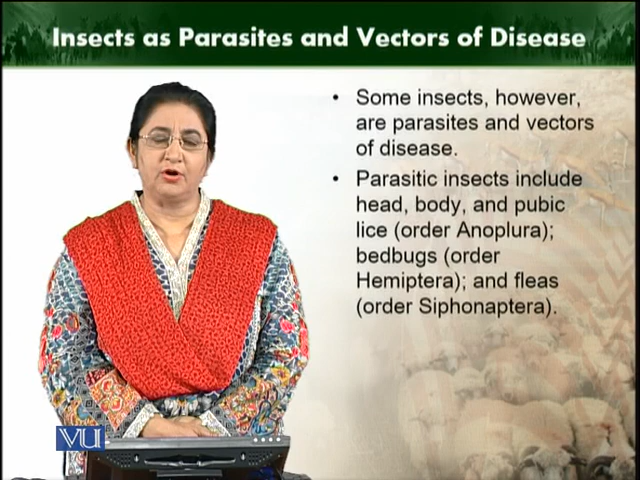 Insects as Parasites and Vectors of Disease
• Some insects, however,
are parasites and vectors
of disease.
• Parasitic insects include
head, body, and pubic
lice (order Anoplura);
bedbugs (order
Hemiptera); and fleas
(order Siphonaptera).
VU